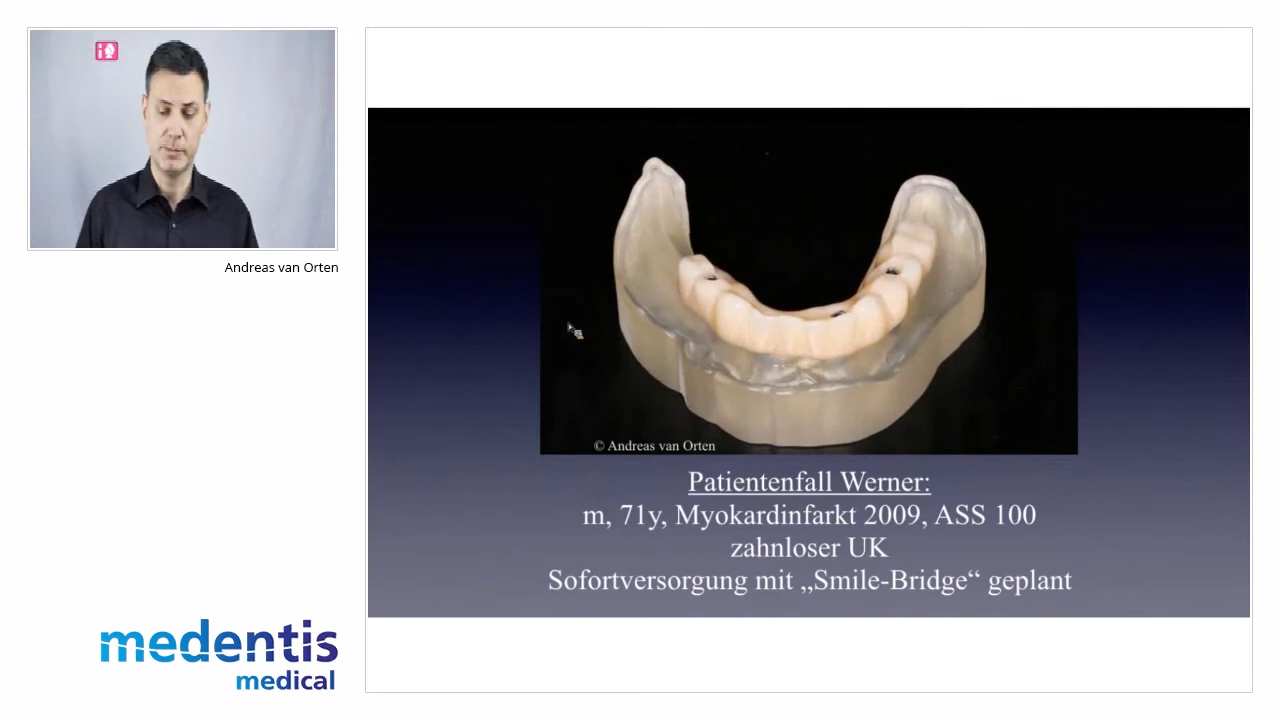 Andreas van Orten
© Andreas van Orten
Patientenfall Werner:
m, 71y, Myokardinfarkt 2009, ASS 100
zahnloser UK
Sofortversorgung mit „Smile-Bridge“ geplant
medentis
medical